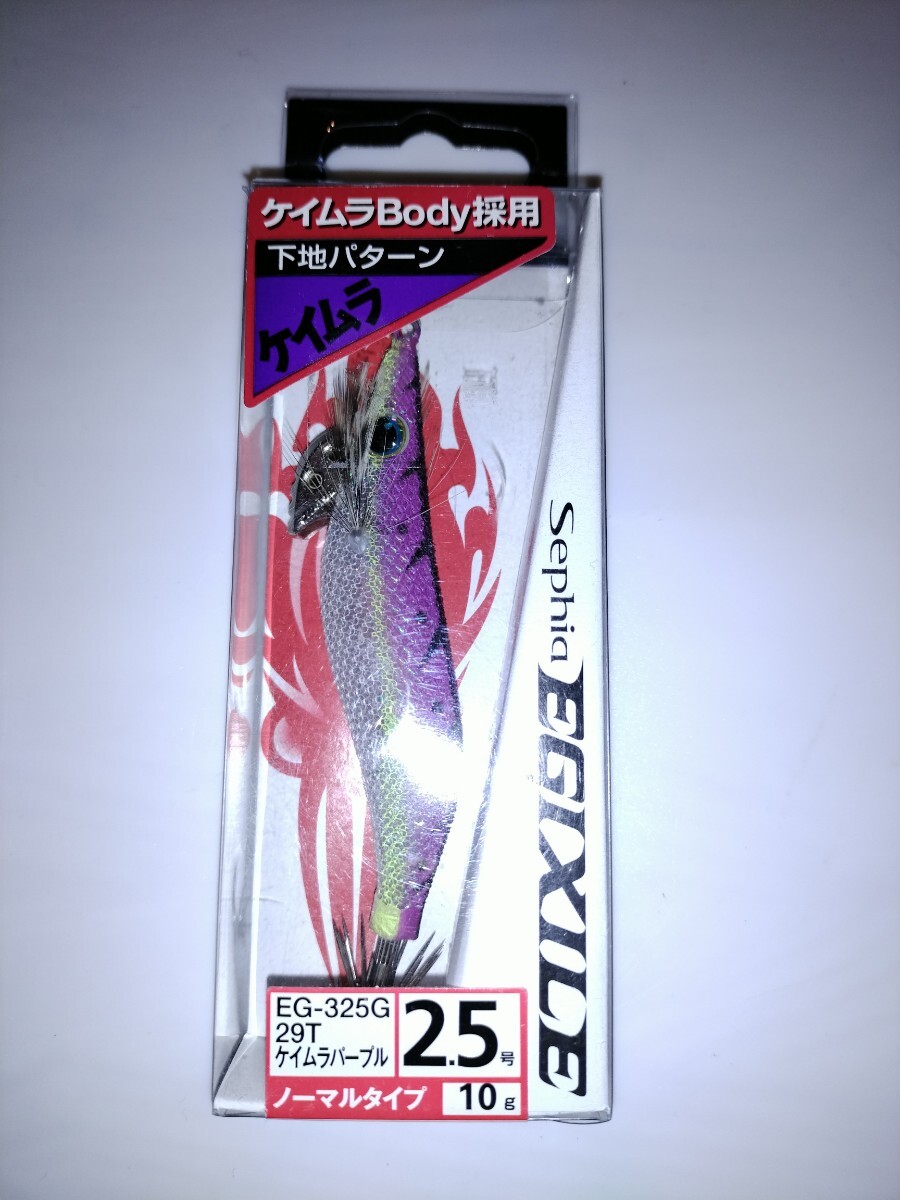 ケイムラBody採用
下地パターン
ケイムラ
Sephia EGIXILE
EG-325G
29T
ケイムラパープル
2.5号
ノーマルタイプ
10g